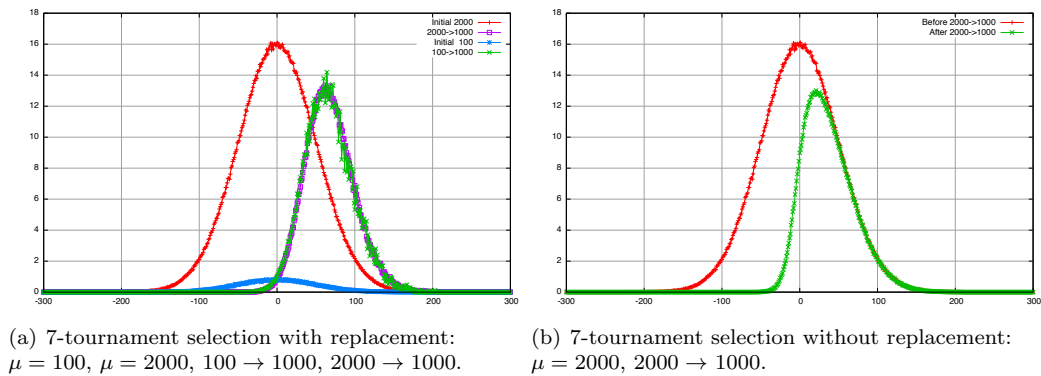 Initial 2000
2000->1000
Initial 100
100->1000
18
16
14
12
10
8
6
4
2
0
-300 -200 -100 0 100 200 300
(a) 7-tournament selection with replacement:
μ = 100, μ = 2000, 100 → 1000, 2000 → 1000.
Before 2000->1000
After 2000->1000
18
16
14
12
10
8
6
4
2
0
-300 -200 -100 0 100 200 300
(b) 7-tournament selection without replacement:
μ = 2000, 2000 → 1000.